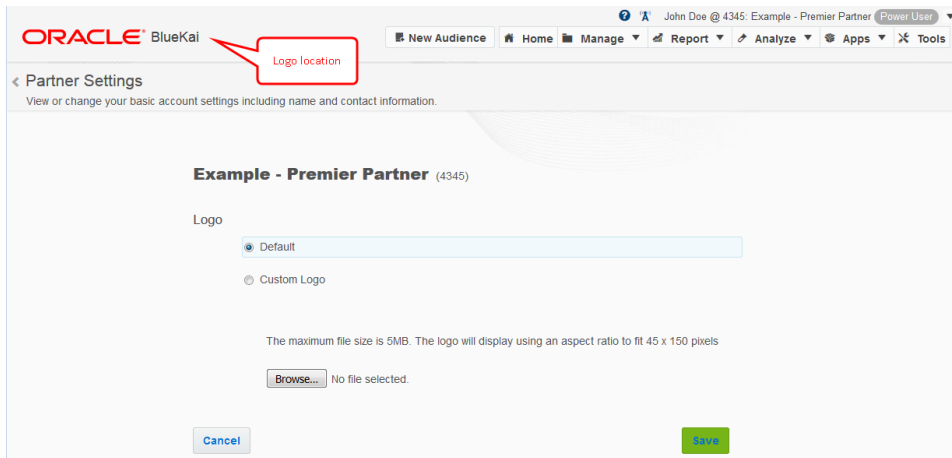 John Doe @ 4345: Example - Premier Partner Power User
ORACLE® BlueKai
New Audience Home Manage Report Analyze Apps Tools
Logo location
Partner Settings
View or change your basic account settings including name and contact information.
Example - Premier Partner (4345)
Logo
Default
Custom Logo
The maximum file size is 5MB. The logo will display using an aspect ratio to fit 45 x 150 pixels
Browse... No file selected.
Cancel Save